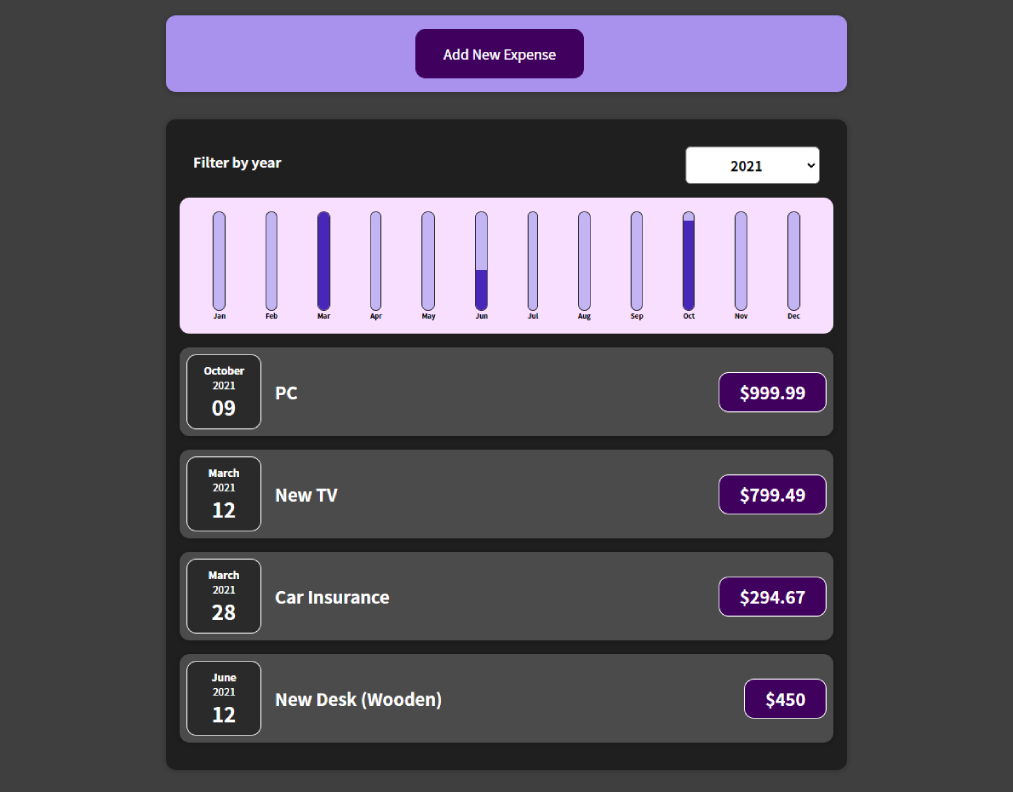 Add New Expense
Filter by year
2021
Jan Feb Mar Apr May Jun Jul Aug Sep Oct Nov Dec
October
2021
09
PC
$999.99
March
2021
12
New TV
$799.49
March
2021
28
Car Insurance
$294.67
June
2021
12
New Desk (Wooden)
$450